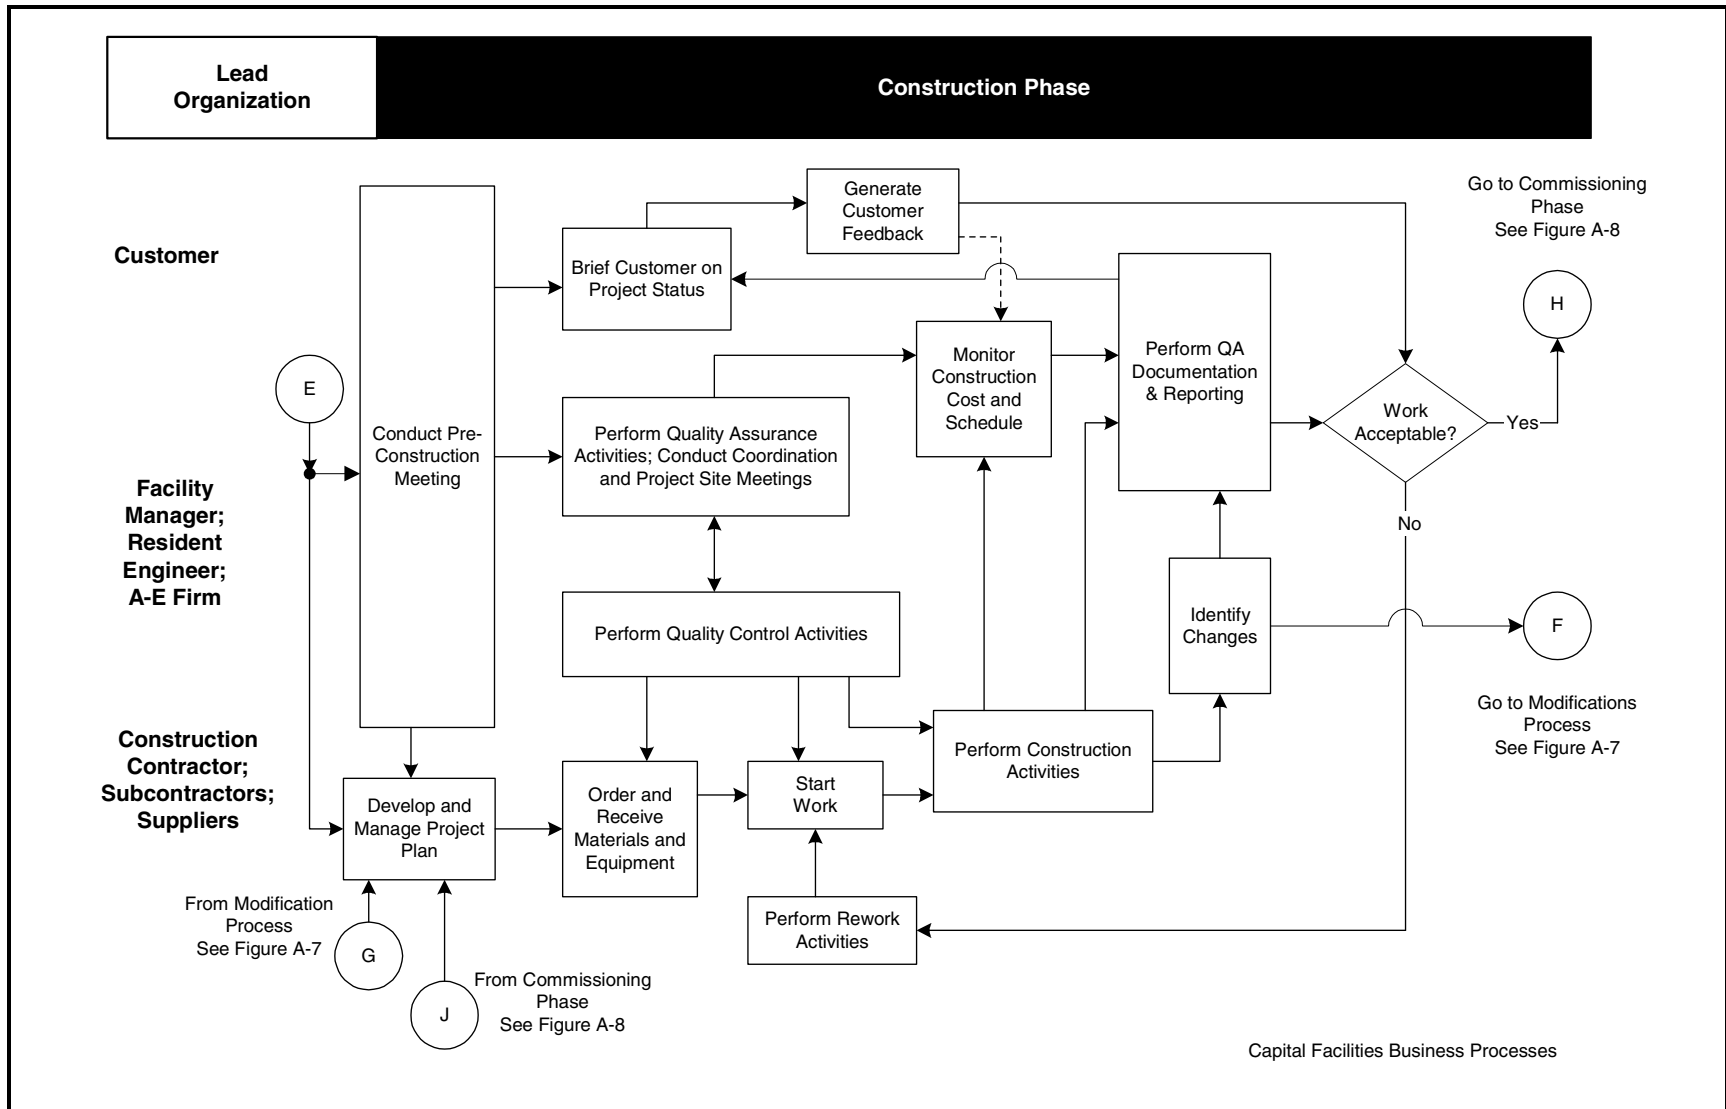 Lead
Organization
Construction Phase
Generate
Customer
Feedback
Go to Commissioning
Phase
See Figure A-8
Customer
Brief Customer on
Project Status
H
E
Monitor
Construction
Cost and
Schedule
Perform QA
Documentation
& Reporting
Work
Acceptable?
Yes
No
Conduct Pre-
Construction
Meeting
Perform Quality Assurance
Activities; Conduct Coordination
and Project Site Meetings
Facility
Manager;
Resident
Engineer;
A-E Firm
Perform Quality Control Activities
Identify
Changes
F
Go to Modifications
Process
See Figure A-7
Construction
Contractor;
Subcontractors;
Suppliers
Develop and
Manage Project
Plan
Order and
Receive
Materials and
Equipment
Start
Work
Perform Construction
Activities
Perform Rework
Activities
From Modification
Process
See Figure A-7
G
J
From Commissioning
Phase
See Figure A-8
Capital Facilities Business Processes